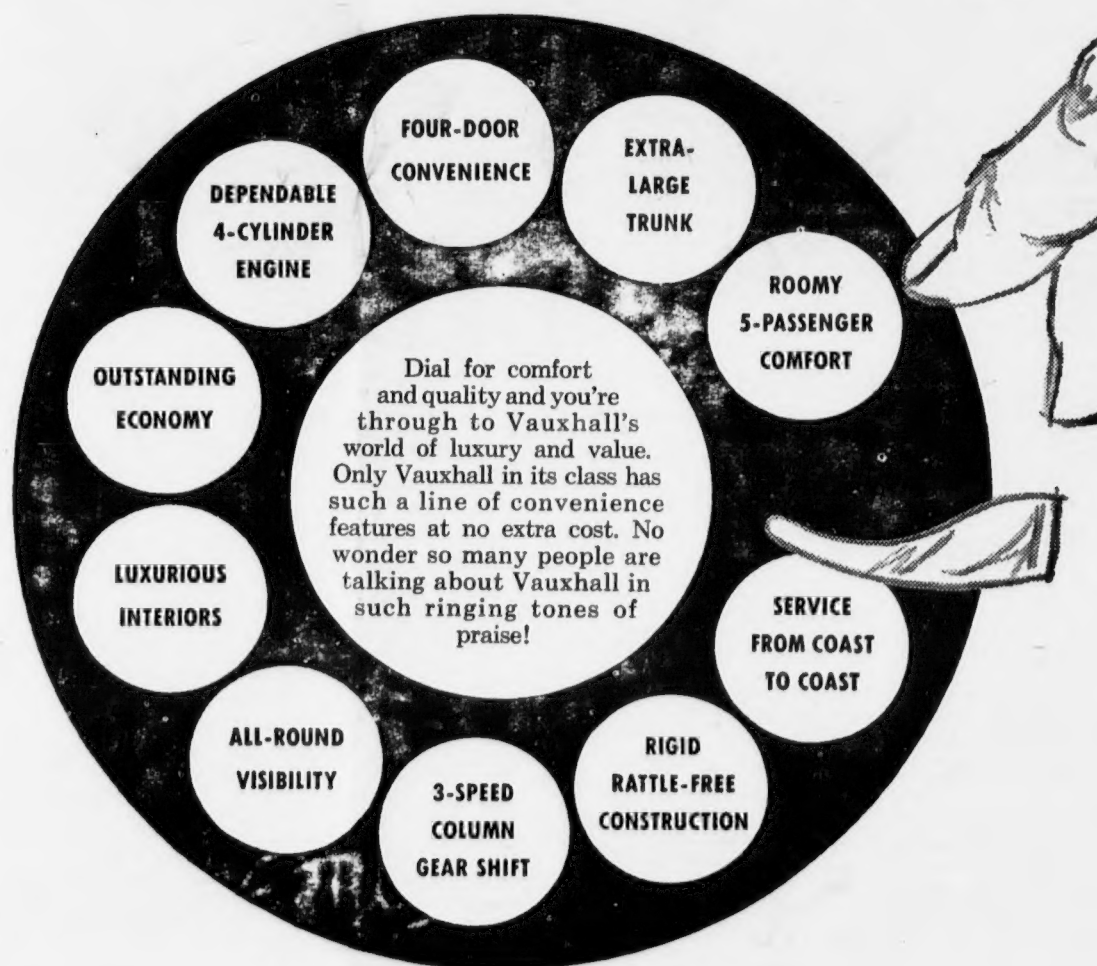 FOUR-DOOR
CONVENIENCE
EXTRA-
LARGE
TRUNK
ROOMY
5-PASSENGER
COMFORT
SERVICE
FROM COAST
TO COAST
RIGID
RATTLE-FREE
CONSTRUCTION
3-SPEED
COLUMN
GEAR SHIFT
ALL-ROUND
VISIBILITY
LUXURIOUS
INTERIORS
OUTSTANDING
ECONOMY
DEPENDABLE
4-CYLINDER
ENGINE
Dial for comfort
and quality and you're
through to Vauxhall's
world of luxury and value.
Only Vauxhall in its class has
such a line of convenience
features at no extra cost. No
wonder so many people are
talking about Vauxhall in
such ringing tones of
praise!